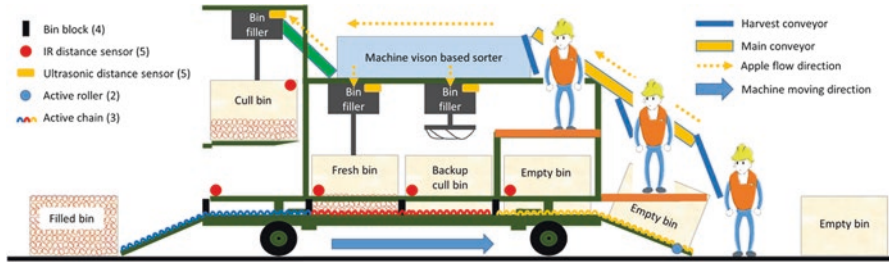 Bin block (4)
IR distance sensor (5)
Ultrasonic distance sensor (5)
Active roller (2)
Active chain (3)
Bin
filler
Cull bin
Machine vison based sorter
Bin
filler
Bin
filler
Harvest conveyor
Main conveyor
Apple flow direction
Machine moving direction
Fresh bin
Backup
cull bin
Empty bin
Filled bin
Empty bin
Empty bin